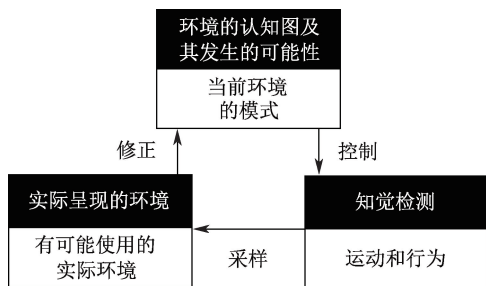 环境的认知图及
其发生的可能性
当前环境
的模式
修正
控制
实际呈现的环境
知觉检测
有可能使用的
实际环境
采样
运动和行为